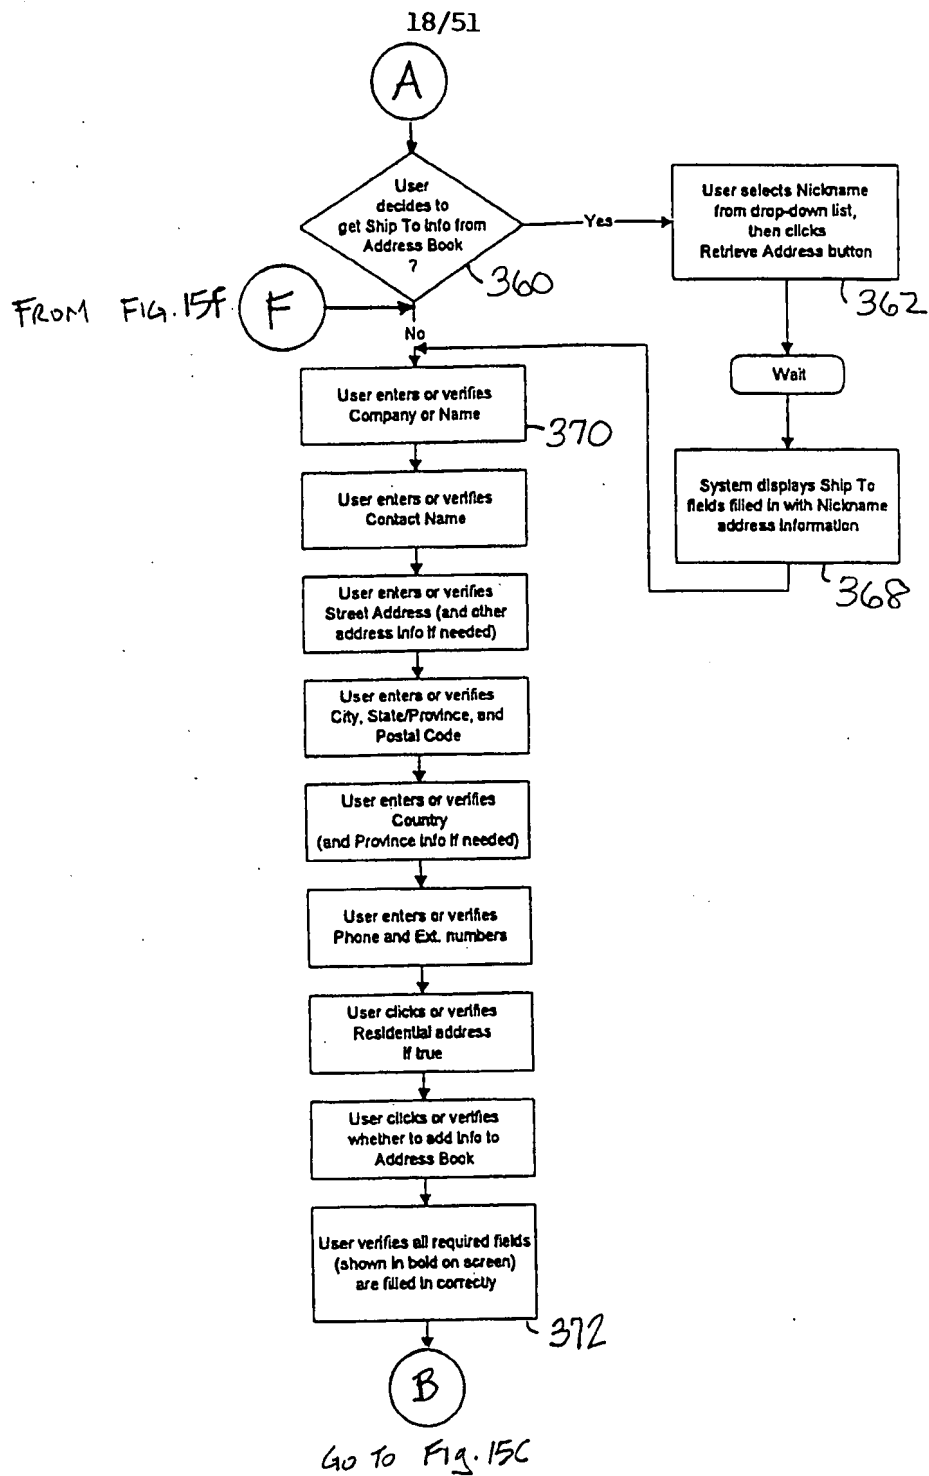 18/51
A
User
decides to
get Ship To Info from
Address Book
?
360
Yes
User selects Nickname
from drop-down list,
then clicks
Retrieve Address button
362
FROM FIG. 15f.
F
No
Wait
User enters or verifies
Company or Name
370
System displays Ship To
fields filled in with Nickname
address information
368
User enters or verifies
Contact Name
User enters or verifies
Street Address (and other
address info if needed)
User enters or verifies
City, State/Province, and
Postal Code
User enters or verifies
Country
(and Province info if needed)
User enters or verifies
Phone and Ext. numbers
User clicks or verifies
Residential address
if true
User clicks or verifies
whether to add info to
Address Book
User verifies all required fields
(shown in bold on screen)
are filled in correctly
372
B
GO TO Fig. 15C